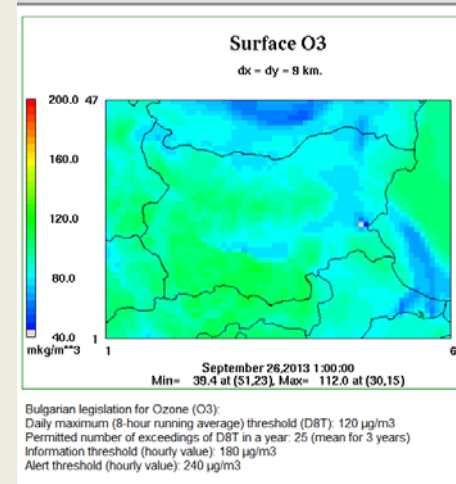 Surface O3
dx = dy = 9 km.
200.0
47
160.0
120.0
80.0
40.0
1
mkg/m**3
1
6
September 26,2013 1:00:00
Min= 39.4 at (51,23), Max= 112.0 at (30,15)
Bulgarian legislation for Ozone (O3):
Daily maximum (8-hour running average) threshold (D8T): 120 µg/m3
Permitted number of exceedings of D8T in a year: 25 (mean for 3 years)
Information threshold (hourly value): 180 µg/m3
Alert threshold (hourly value): 240 µg/m3